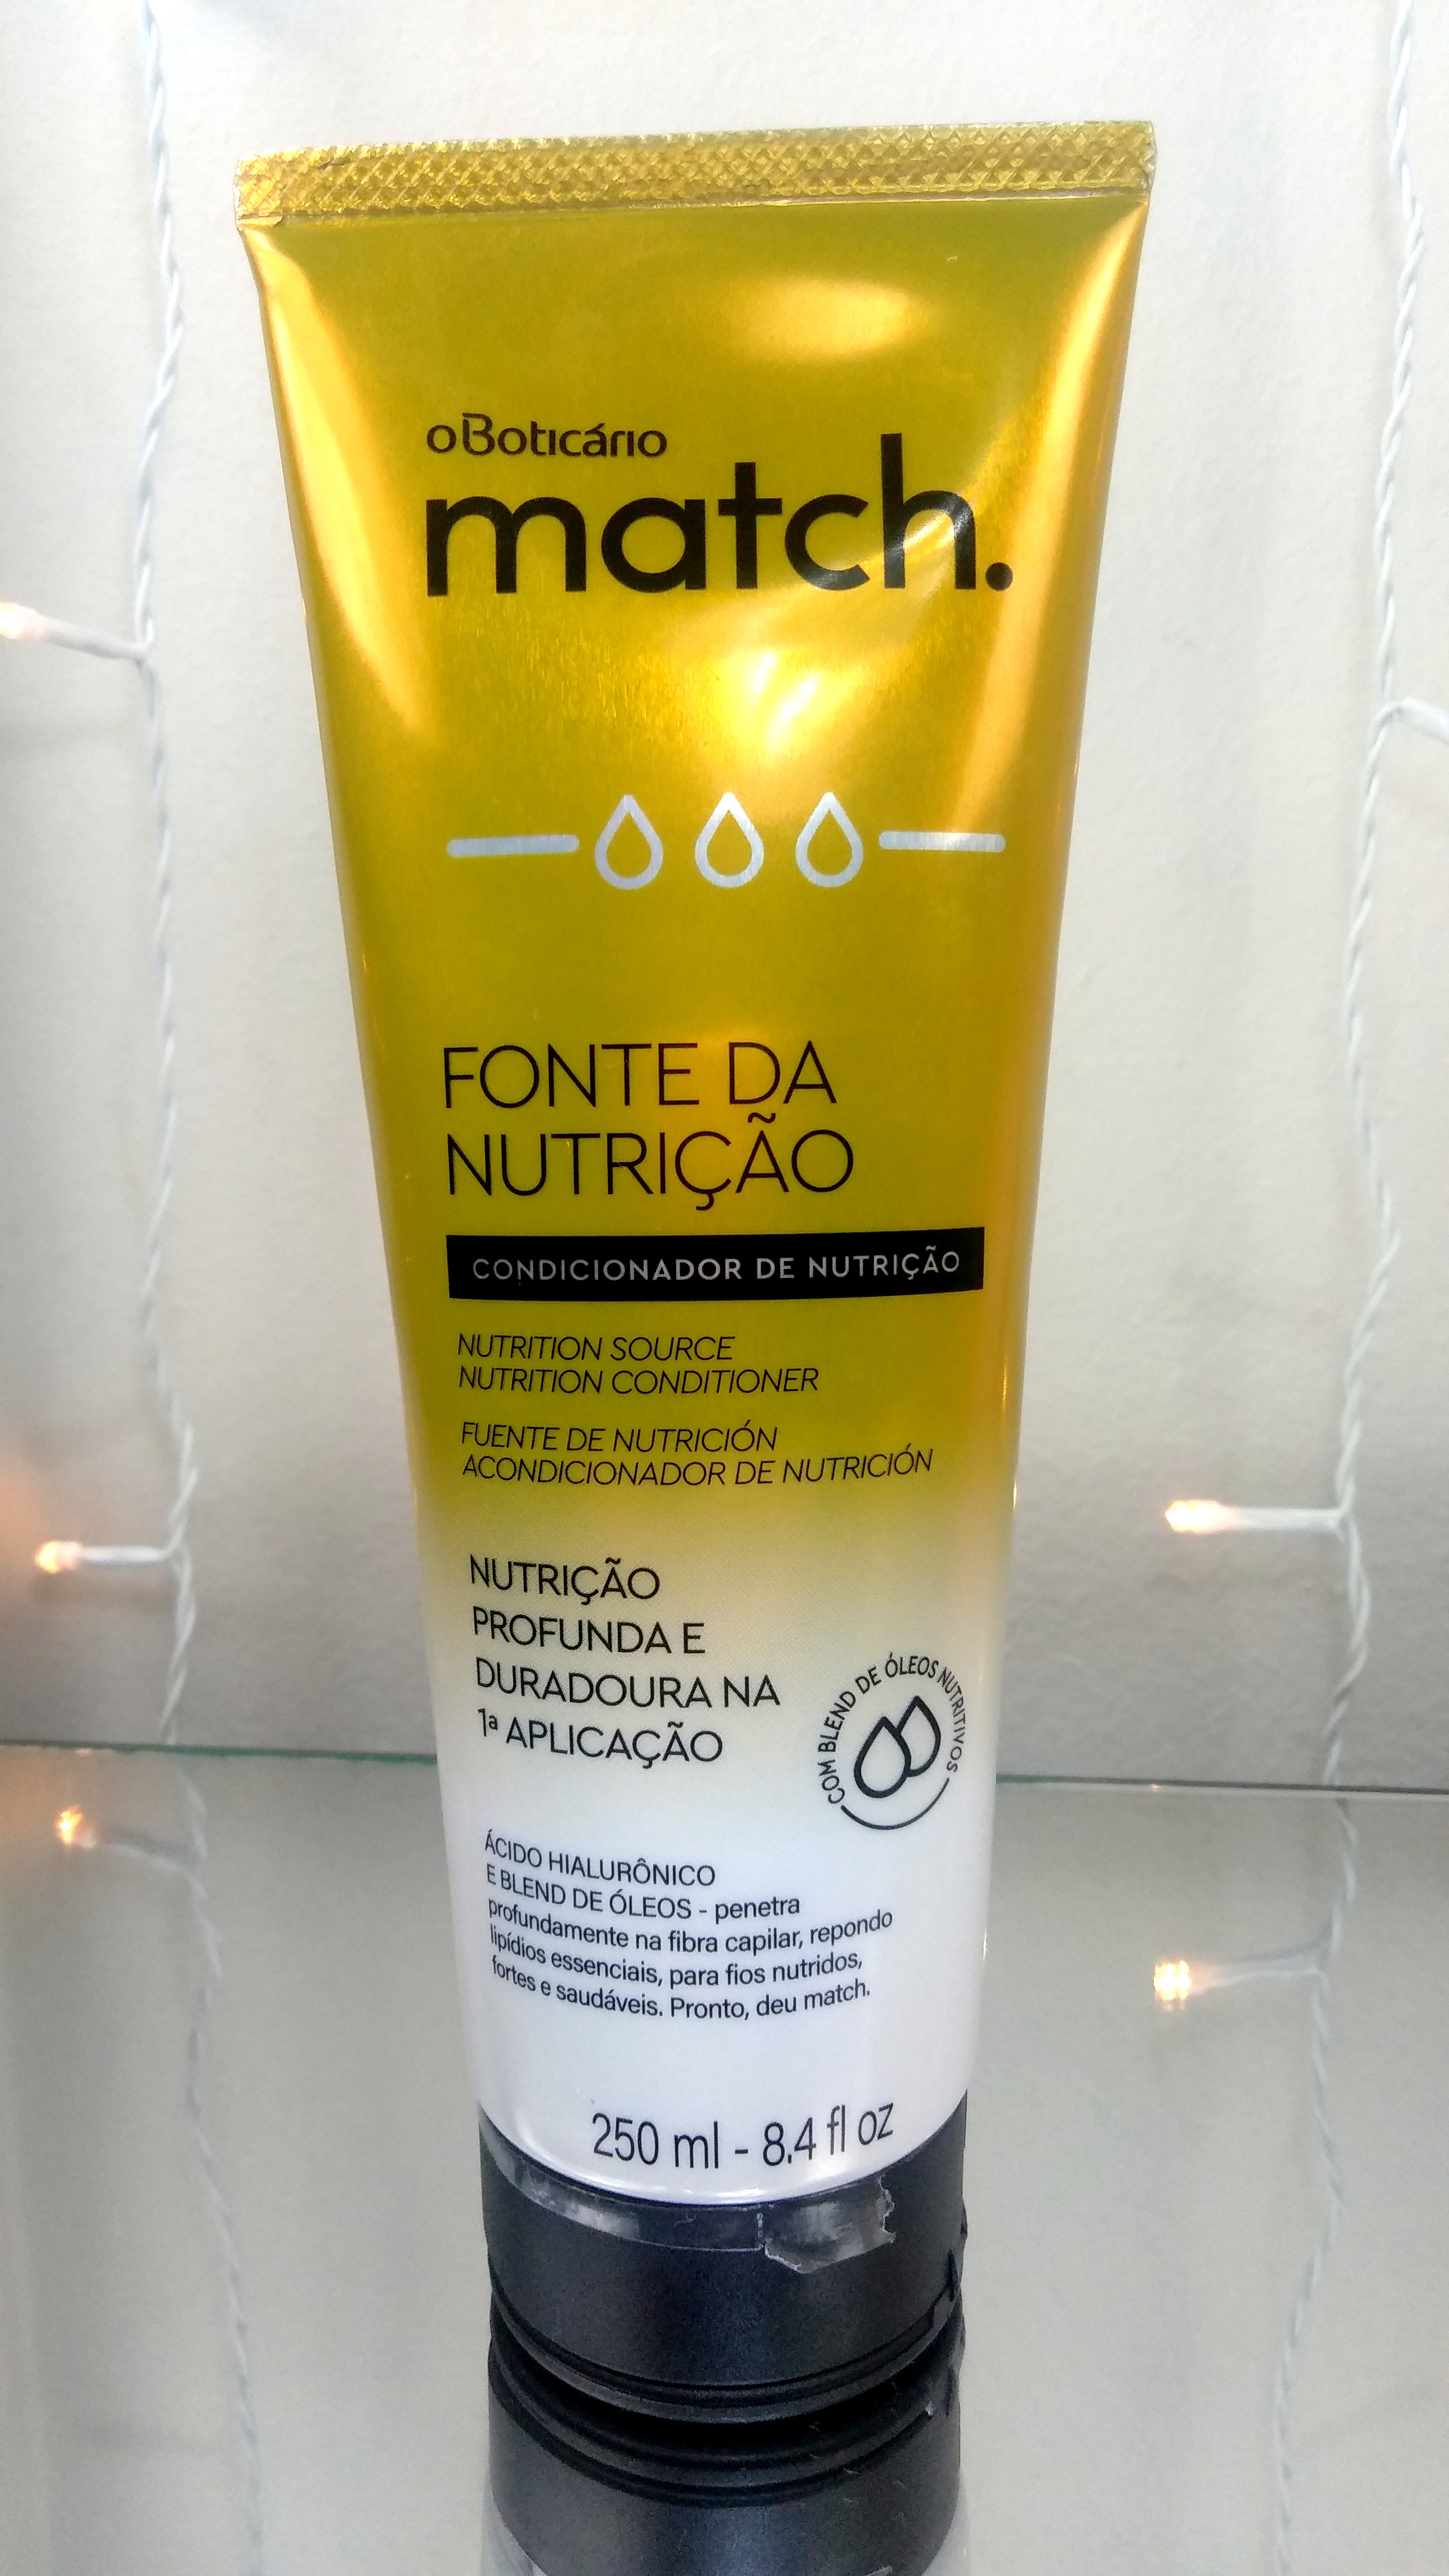 oBoticário
match.
FONTE DA
NUTRIÇÃO
CONDICIONADOR DE NUTRIÇÃO
NUTRITION SOURCE
NUTRITION CONDITIONER
FUENTE DE NUTRICIÓN
ACONDICIONADOR DE NUTRICIÓN
NUTRIÇÃO
PROFUNDA E
DURADOURA NA
1ª APLICAÇÃO
COM BLEND DE ÓLEOS NUTRITIVOS
ÁCIDO HIALURÔNICO
E BLEND DE ÓLEOS - penetra
profundamente na fibra capilar, repondo
lipídios essenciais, para fios nutridos,
fortes e saudáveis. Pronto, deu match.
250 ml - 8.4 fl oz